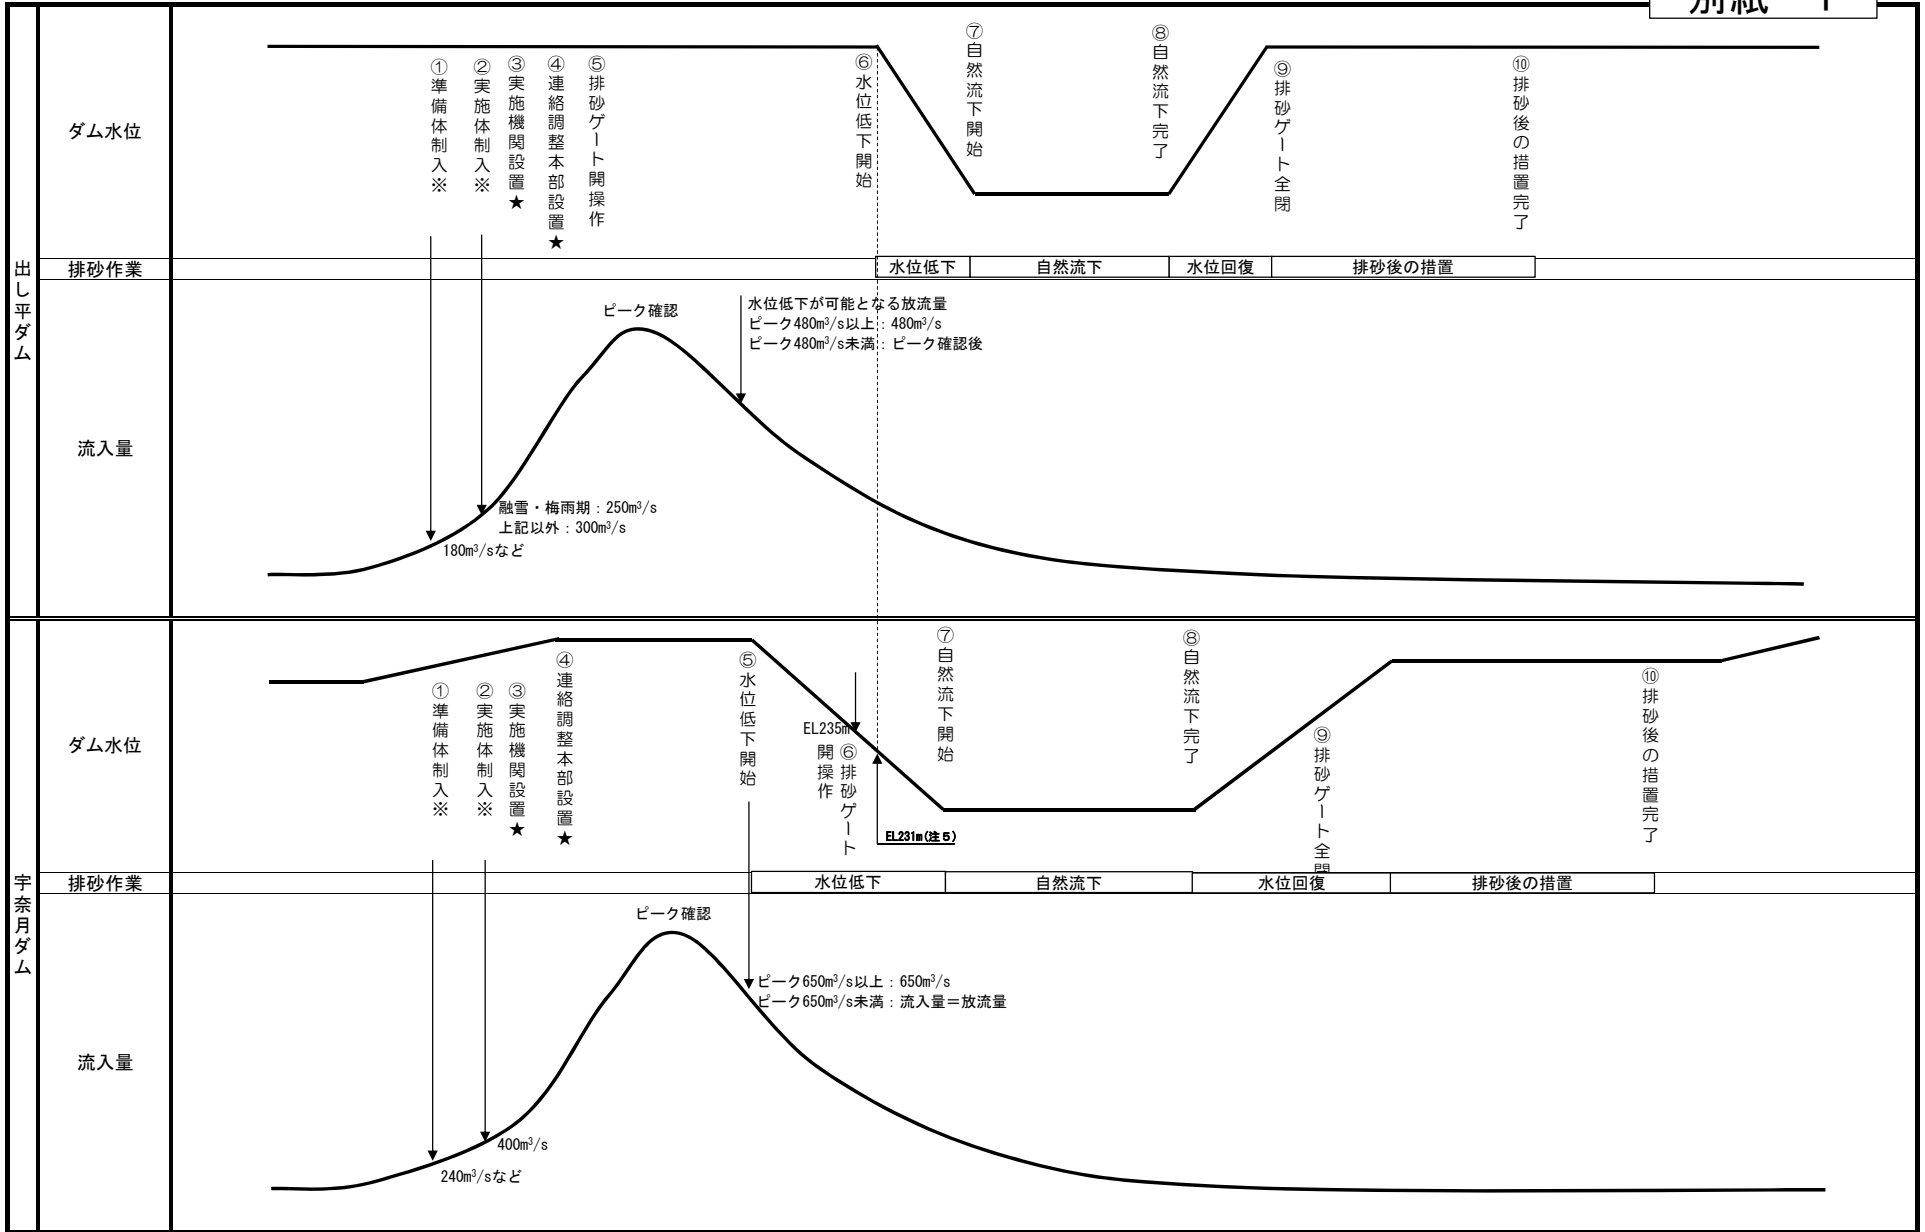 別紙－１
出し平ダム
ダム水位
①準備体制入※
②実施体制入※
③実施機関設置★
④連絡調整本部設置★
⑤排砂ゲート開操作
⑥水位低下開始
⑦自然流下開始
⑧自然流下完了
⑨排砂ゲート全閉
⑩排砂後の措置完了
排砂作業
水位低下
自然流下
水位回復
排砂後の措置
流入量
ピーク確認
水位低下が可能となる放流量
ピーク480m³/s以上：480m³/s
ピーク480m³/s未満：ピーク確認後
融雪・梅雨期：250m³/s
上記以外：300m³/s
180m³/sなど
宇奈月ダム
ダム水位
①準備体制入※
②実施体制入※
③実施機関設置★
④連絡調整本部設置★
⑤水位低下開始
EL235m
⑥排砂ゲート
開操作
EL231m(注５)
⑦自然流下開始
⑧自然流下完了
⑨排砂ゲート全閉
⑩排砂後の措置完了
排砂作業
水位低下
自然流下
水位回復
排砂後の措置
流入量
ピーク確認
ピーク650m³/s以上：650m³/s
ピーク650m³/s未満：流入量＝放流量
400m³/s
240m³/sなど